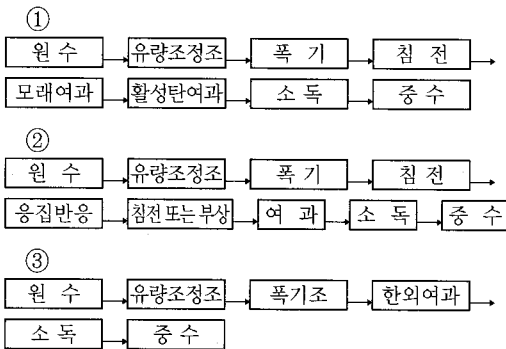 ①
원 수 유량조정조 폭 기 침 전
모래여과 활성탄여과 소 독 중 수
②
원 수 유량조정조 폭 기 침 전
응집반응 침전 또는 부상 여 과 소 독 중 수
③
원 수 유량조정조 폭기조 한외여과
소 독 중 수